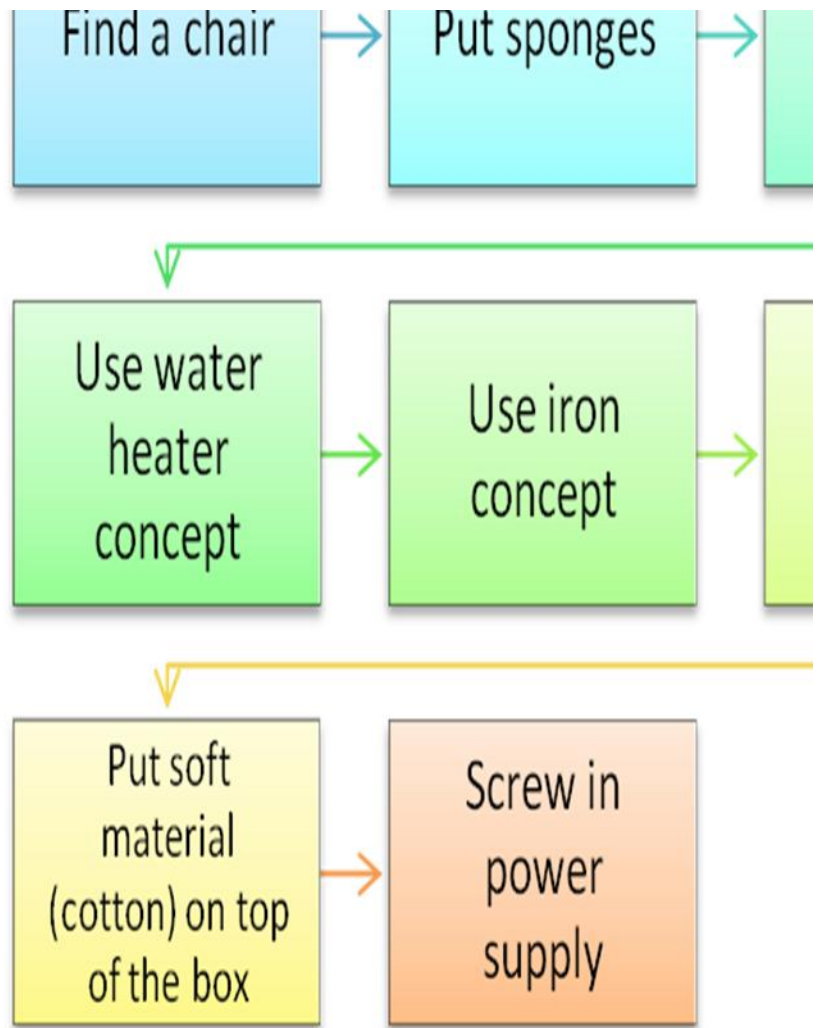 Find a chair
Put sponges
Use water
heater
concept
Use iron
concept
Put soft
material
(cotton) on top
of the box
Screw in
power
supply